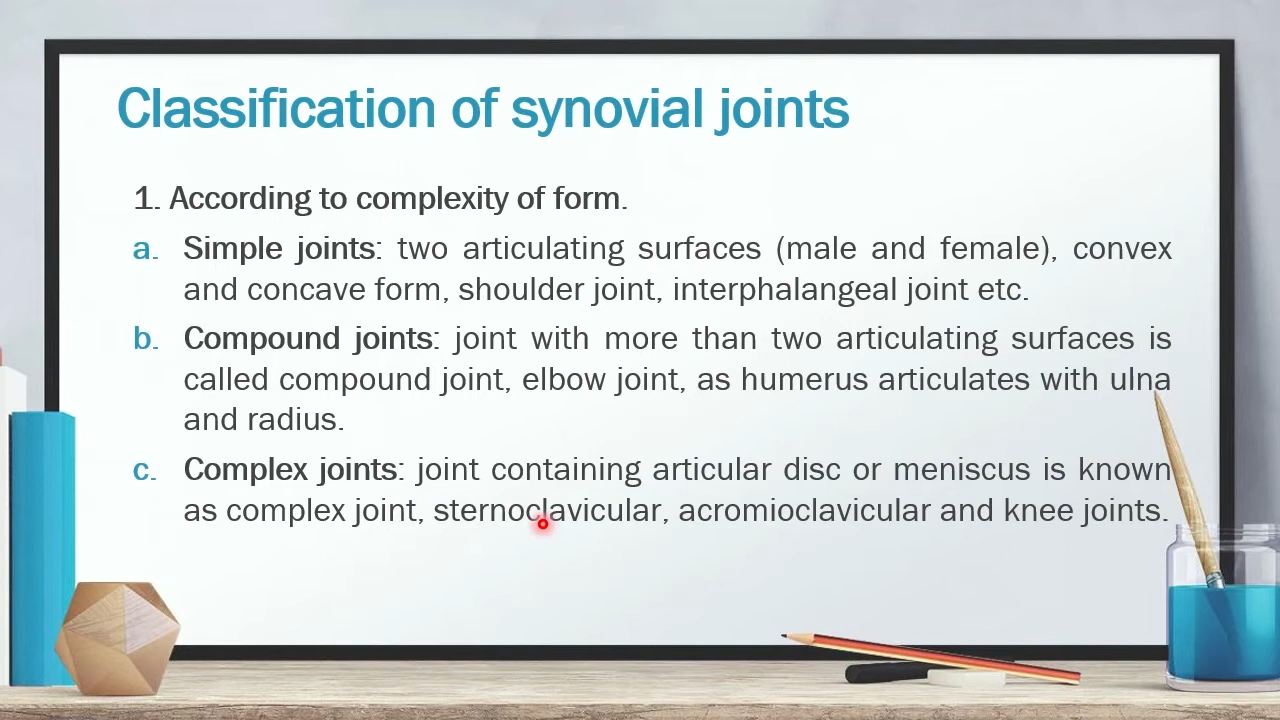 Classification of synovial joints
1. According to complexity of form.
a. Simple joints: two articulating surfaces (male and female), convex
and concave form, shoulder joint, interphalangeal joint etc.
b. Compound joints: joint with more than two articulating surfaces is
called compound joint, elbow joint, as humerus articulates with ulna
and radius.
c. Complex joints: joint containing articular disc or meniscus is known
as complex joint, sternoclavicular, acromioclavicular and knee joints.